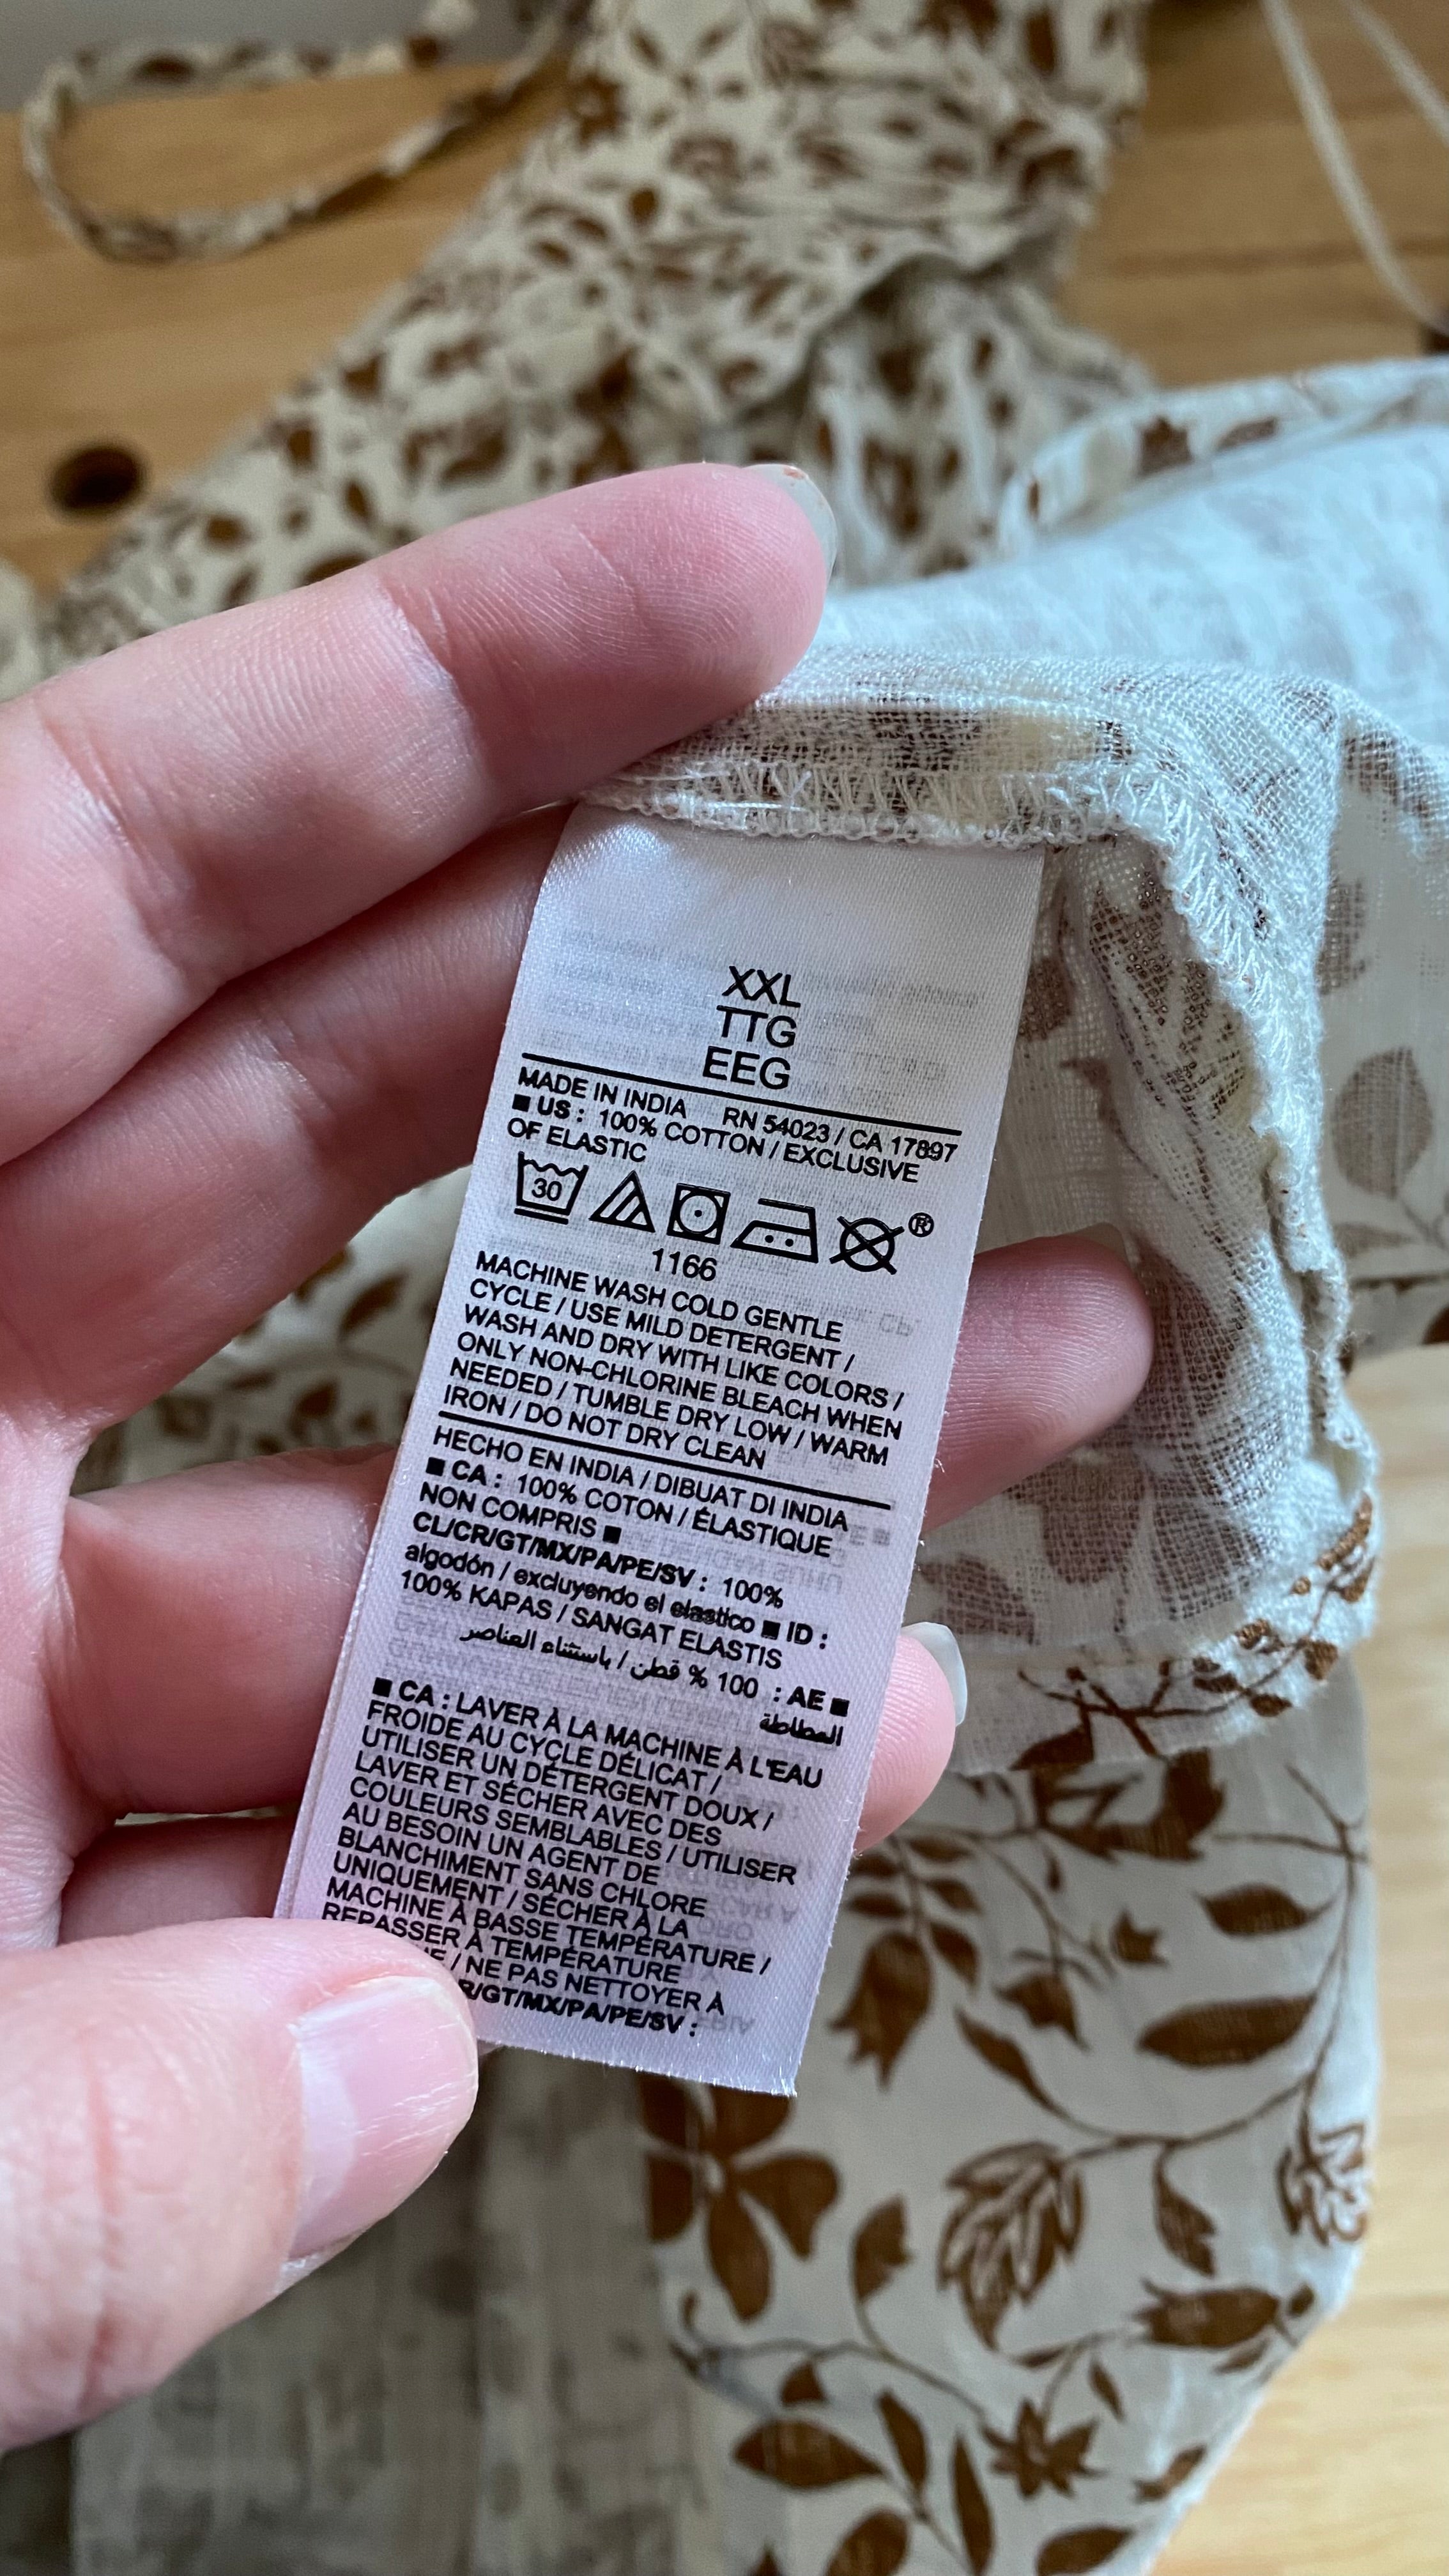 XXL
TTG
EEG
MADE IN INDIA RN 54023 / CA 17897
■ US : 100% COTTON / EXCLUSIVE
OF ELASTIC
30 ®
1166
MACHINE WASH COLD GENTLE
CYCLE / USE MILD DETERGENT /
WASH AND DRY WITH LIKE COLORS /
ONLY NON-CHLORINE BLEACH WHEN
NEEDED / TUMBLE DRY LOW / WARM
IRON / DO NOT DRY CLEAN
HECHO EN INDIA / DIBUAT DI INDIA
■ CA : 100% COTON / ÉLASTIQUE
NON COMPRIS ■
CL/CR/GT/MX/PA/PE/SV : 100%
algodón / excluyendo el elastico ■ ID :
100% KAPAS / SANGAT ELASTIS
■ AE : 100 % قطن / باستثناء العناصر
المطاطة
■ CA : LAVER À LA MACHINE À L'EAU
FROIDE AU CYCLE DÉLICAT /
UTILISER UN DÉTERGENT DOUX /
LAVER ET SÉCHER AVEC DES
COULEURS SEMBLABLES / UTILISER
AU BESOIN UN AGENT DE
BLANCHIMENT SANS CHLORE
UNIQUEMENT / SÉCHER À LA
MACHINE À BASSE TEMPÉRATURE /
REPASSER À TEMPÉRATURE
/ NE PAS NETTOYER À
/GT/MX/PA/PE/SV :